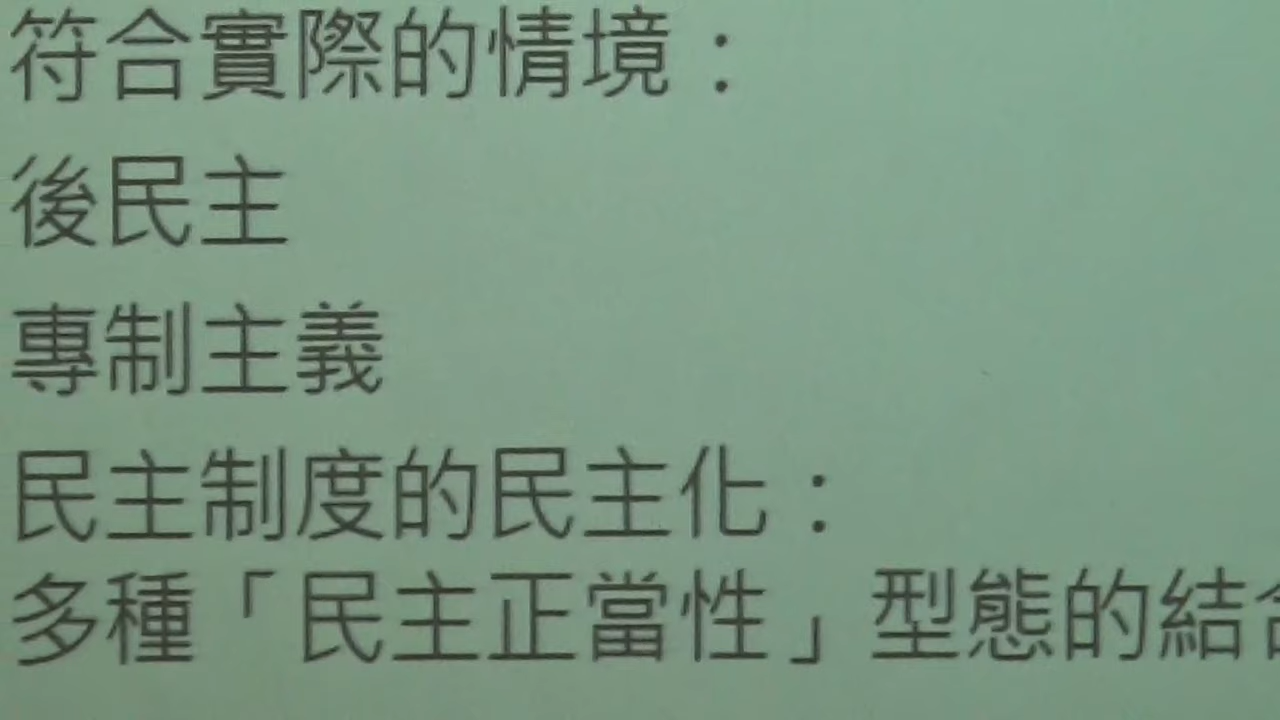 符合實際的情境：
後民主
專制主義
民主制度的民主化：
多種「民主正當性」型態的結